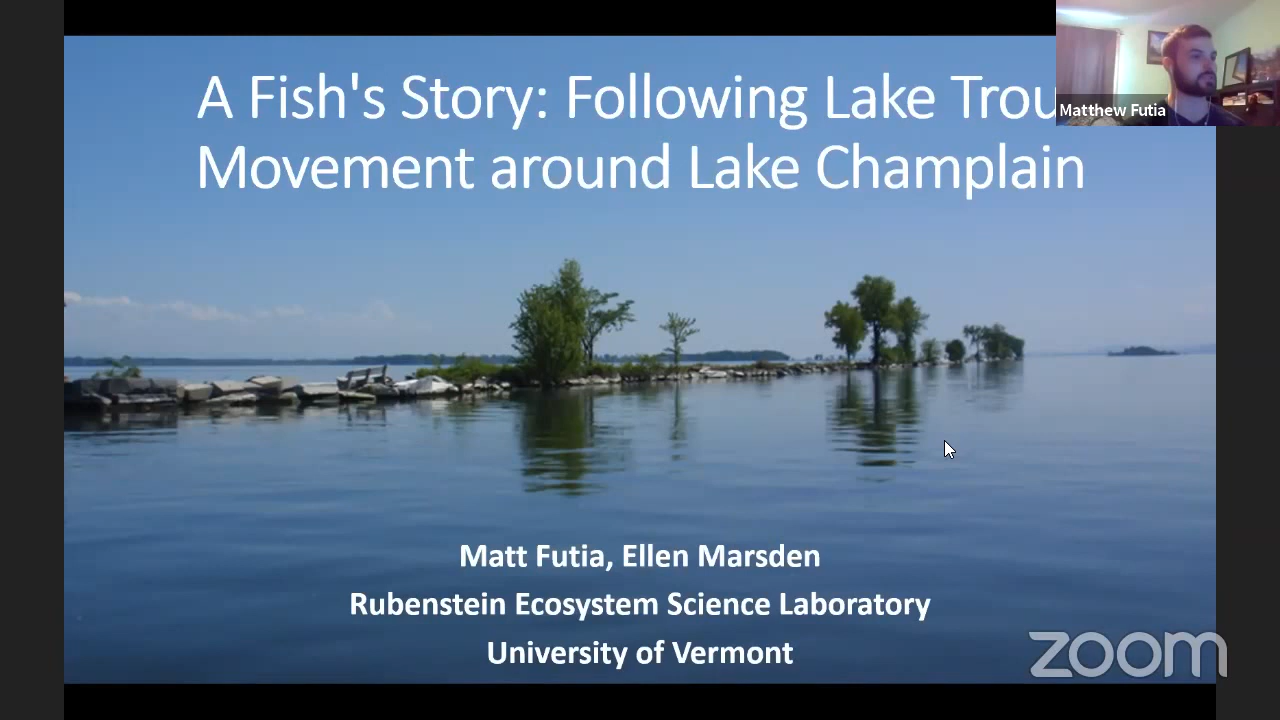 A Fish's Story: Following Lake Trou
Movement around Lake Champlain
Matthew Futia
Matt Futia, Ellen Marsden
Rubenstein Ecosystem Science Laboratory
University of Vermont
zoom